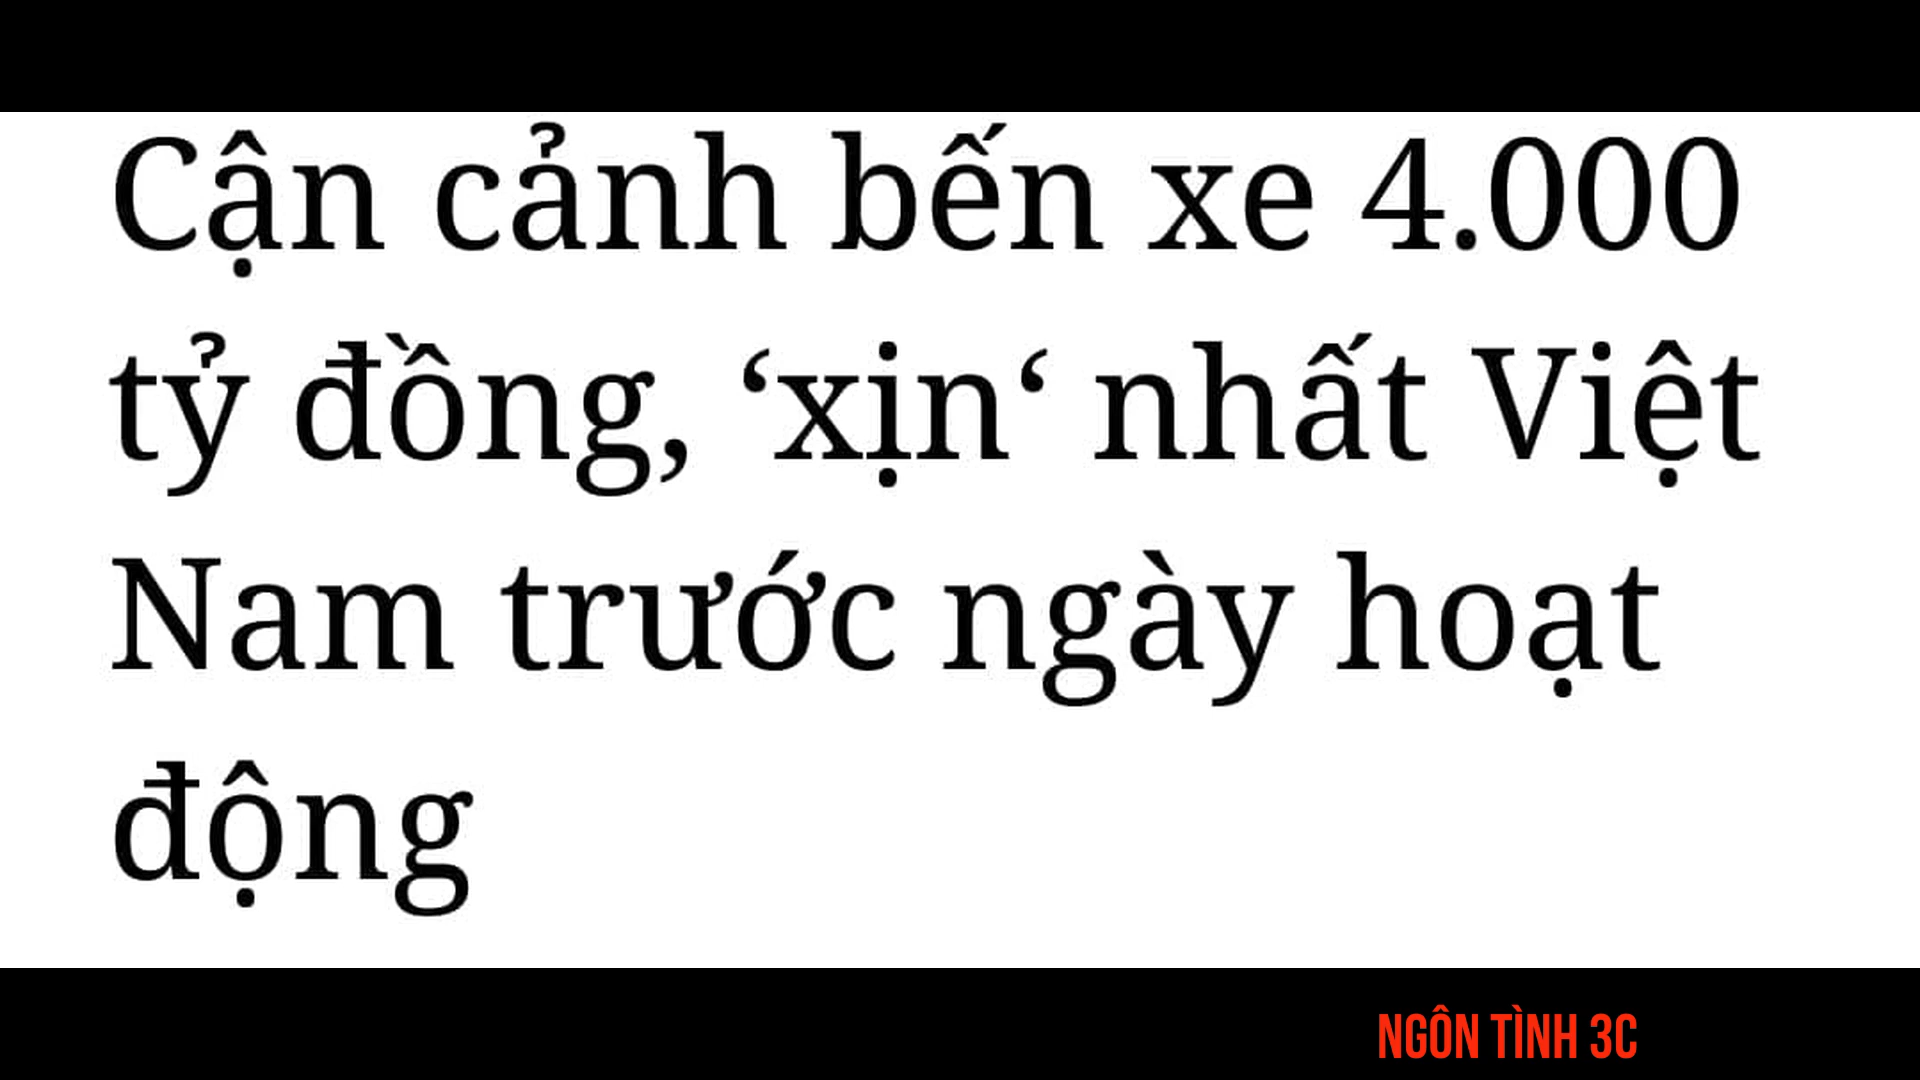 Cận cảnh bến xe 4.000
tỷ đồng, ‘xịn‘ nhất Việt
Nam trước ngày hoạt
động
NGÔN TÌNH 3C